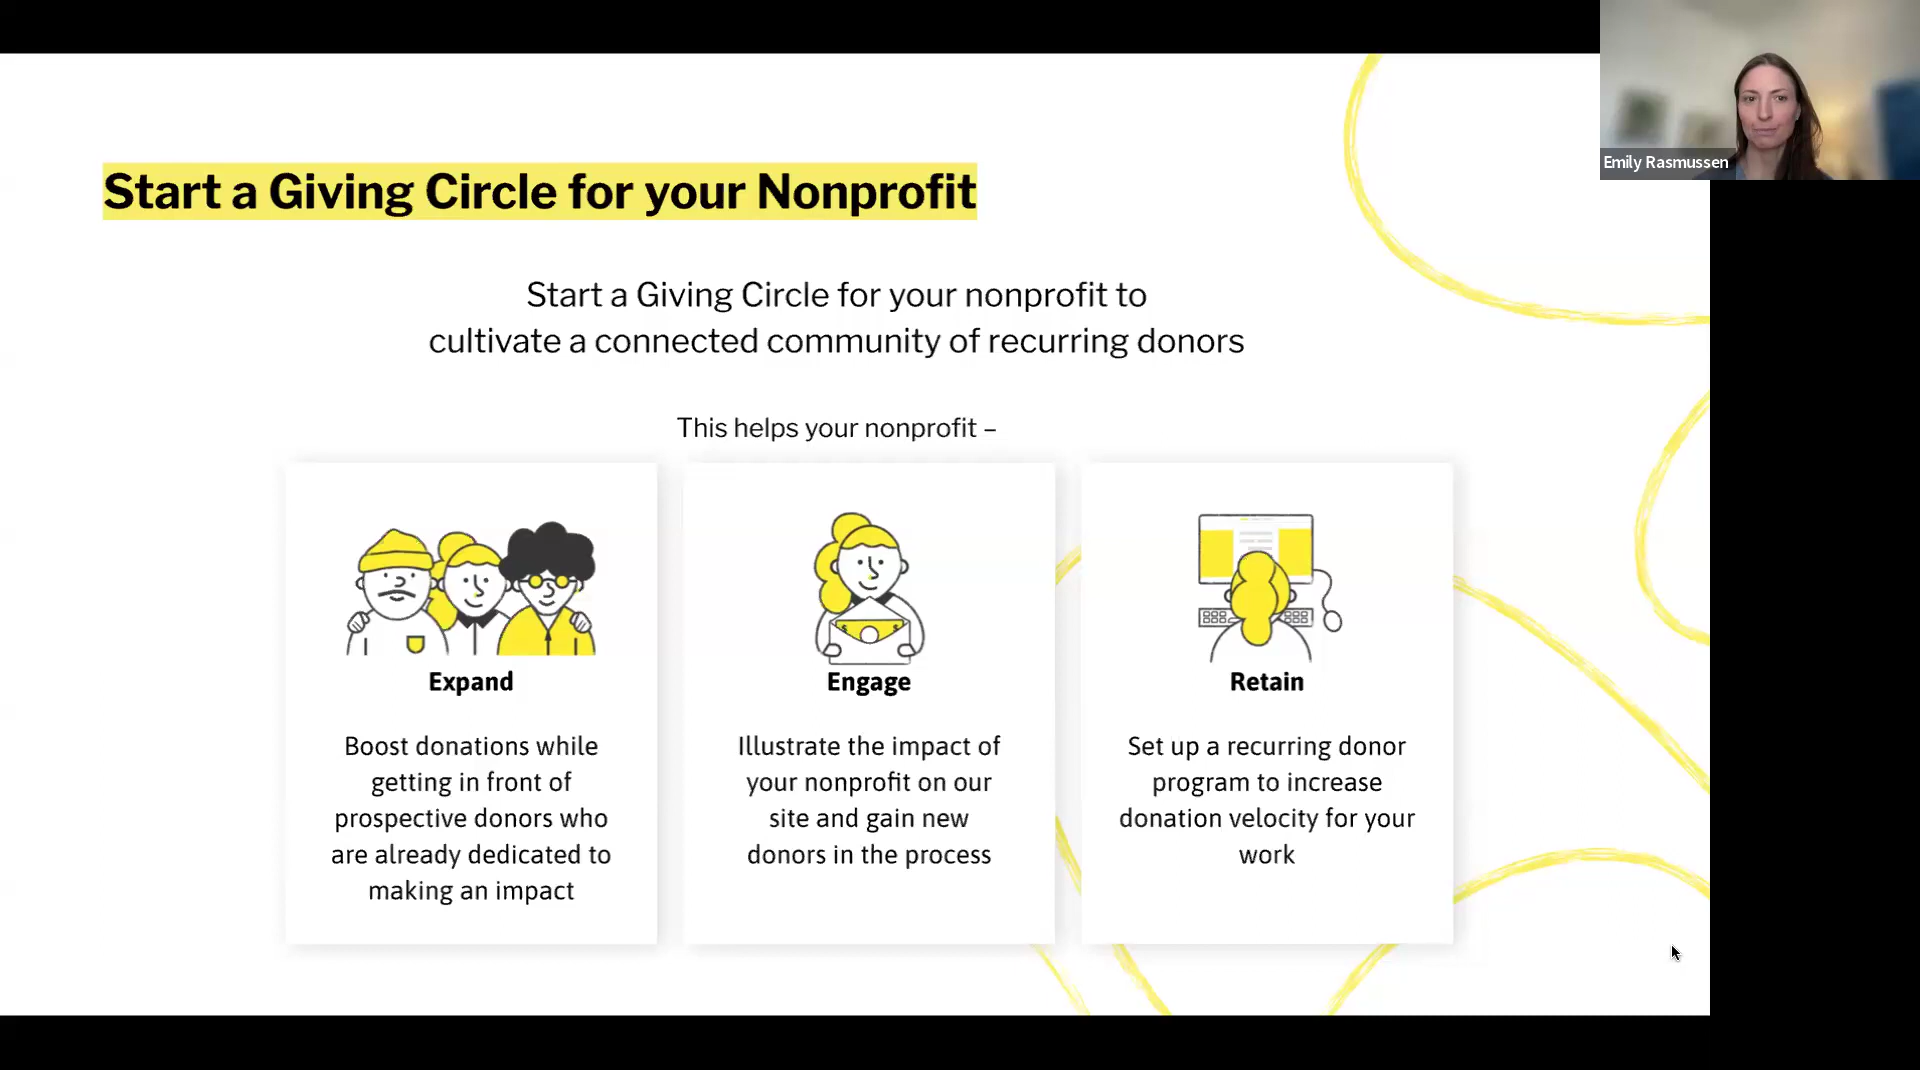 Start a Giving Circle for your Nonprofit
Emily Rasmussen
Start a Giving Circle for your nonprofit to
cultivate a connected community of recurring donors
This helps your nonprofit –
Expand
Boost donations while
getting in front of
prospective donors who
are already dedicated to
making an impact
Engage
Illustrate the impact of
your nonprofit on our
site and gain new
donors in the process
Retain
Set up a recurring donor
program to increase
donation velocity for your
work